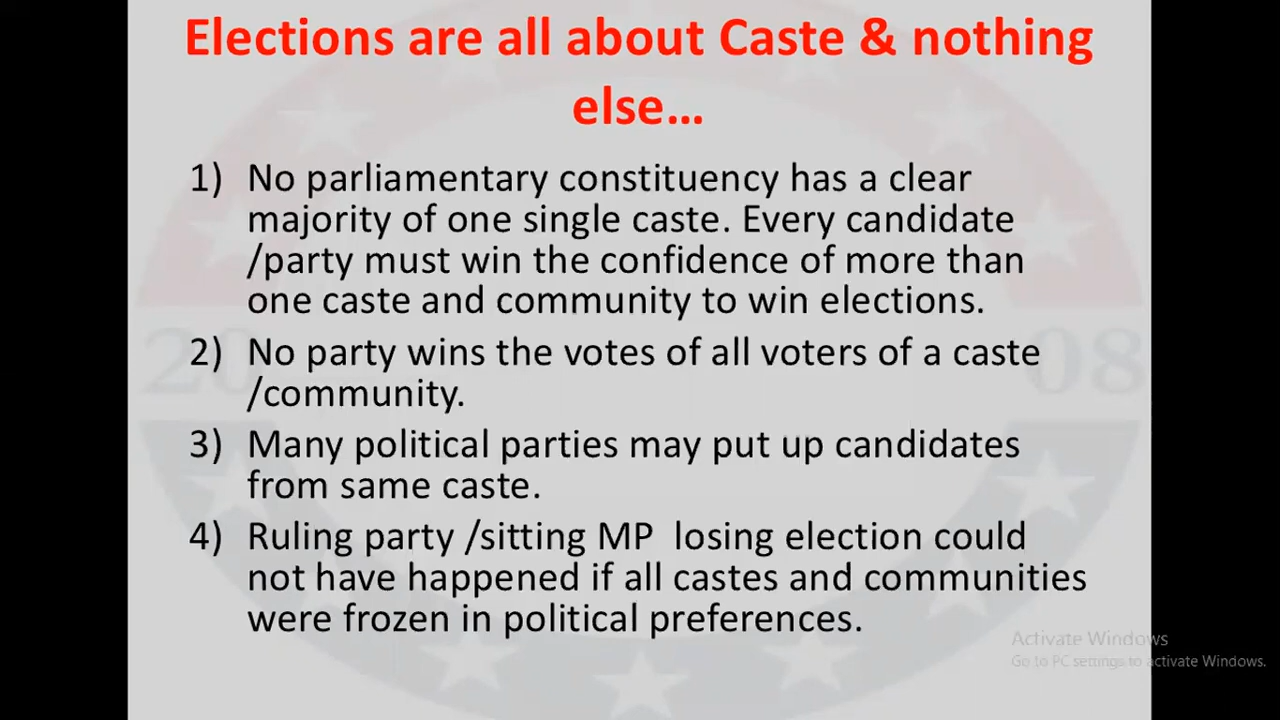 Elections are all about Caste & nothing
else...
1) No parliamentary constituency has a clear
majority of one single caste. Every candidate
/party must win the confidence of more than
one caste and community to win elections.
2) No party wins the votes of all voters of a caste
/community.
3) Many political parties may put up candidates
from same caste.
4) Ruling party /sitting MP  losing election could
not have happened if all castes and communities
were frozen in political preferences.
20 08
Activate Windows
Go to PC settings to activate Windows.